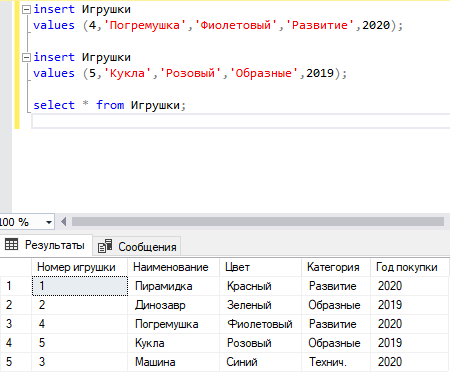 insert Игрушки
values (4,'Погремушка','Фиолетовый','Развитие',2020);
insert Игрушки
values (5,'Кукла','Розовый','Образные',2019);
select * from Игрушки;
100 %
Результаты Сообщения
Номер игрушки Наименование Цвет Категория Год покупки
1 1 Пирамидка Красный Развитие 2020
2 2 Динозавр Зеленый Образные 2019
3 4 Погремушка Фиолетовый Развитие 2020
4 5 Кукла Розовый Образные 2019
5 3 Машина Синий Технич. 2020